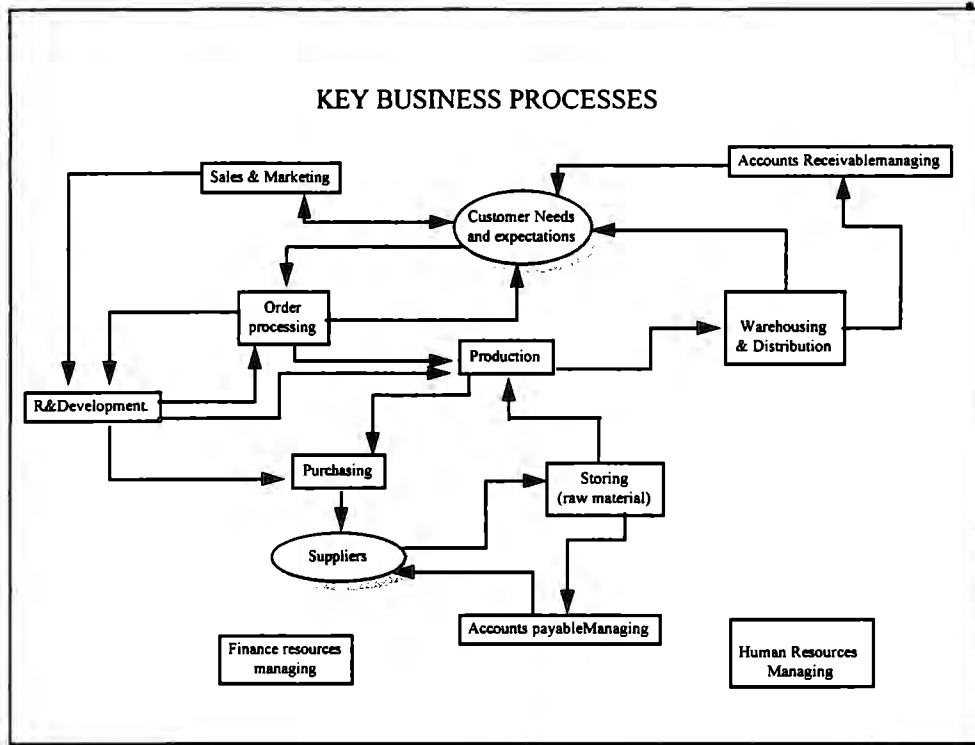 KEY BUSINESS PROCESSES
Sales & Marketing
Accounts Receivablemanaging
Customer Needs
and expectations
Order
processing
Production
Warehousing
& Distribution
R&Development.
Purchasing
Storing
(raw material)
Suppliers
Accounts payableManaging
Finance resources
managing
Human Resources
Managing